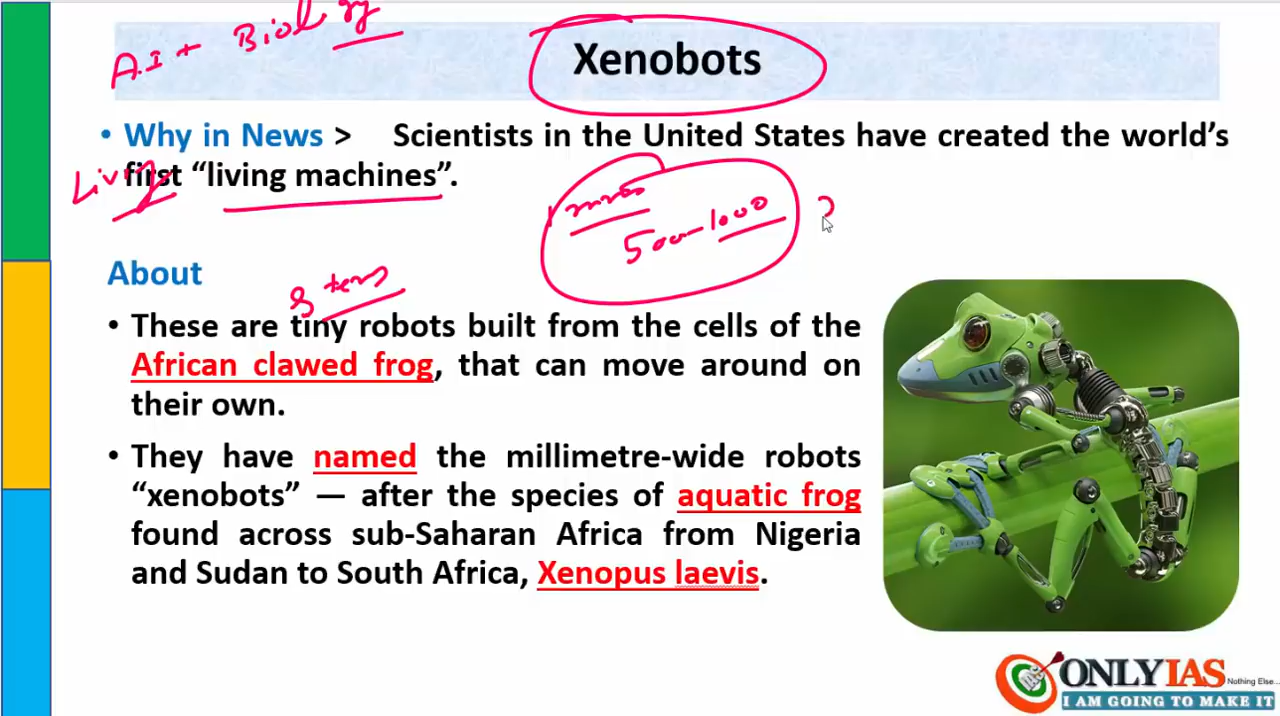 A.I + Biology
Xenobots
• Why in News > Scientists in the United States have created the world’s
first “living machines”.
Living
500-1000
About
• These are tiny robots built from the cells of the
African clawed frog, that can move around on
their own.
• They have named the millimetre-wide robots
“xenobots” — after the species of aquatic frog
found across sub-Saharan Africa from Nigeria
and Sudan to South Africa, Xenopus laevis.
ONLYIAS
Nothing Else...
I AM GOING TO MAKE IT